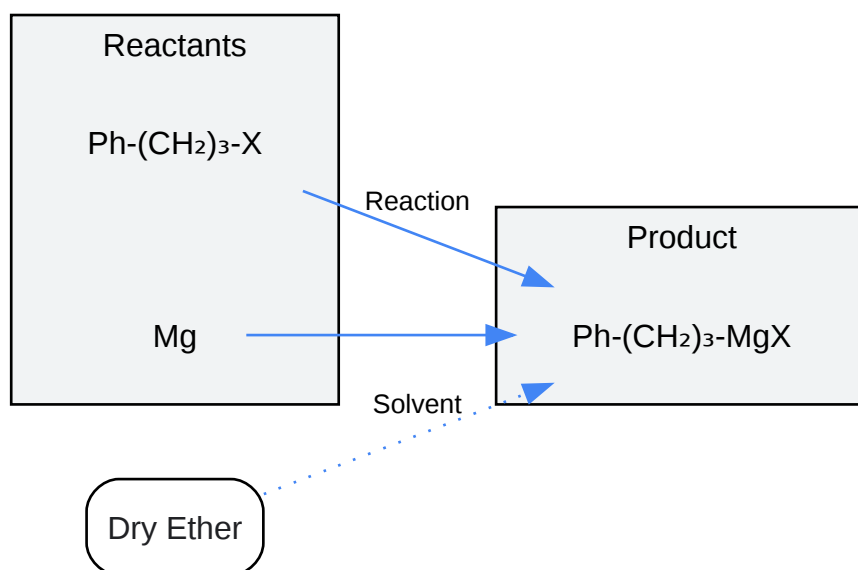 Reactants
Ph-(CH₂)₃-X
Reaction
Product
Mg
Ph-(CH₂)₃-MgX
Solvent
Dry Ether